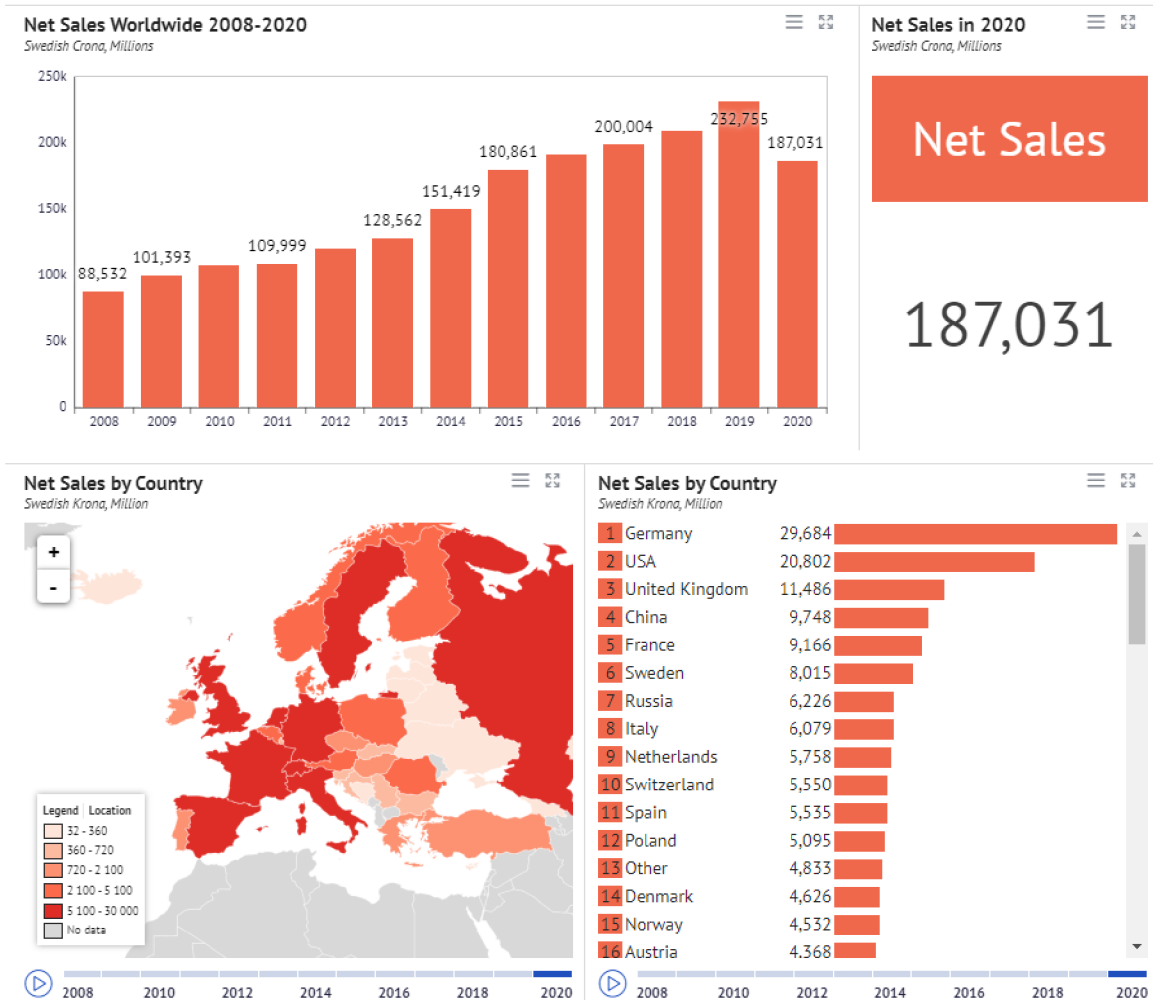 Net Sales Worldwide 2008-2020
Swedish Crona, Millions
250k
200k
150k
100k
50k
0
88,532
101,393
109,999
128,562
151,419
180,861
200,004
232,755
187,031
2008 2009 2010 2011 2012 2013 2014 2015 2016 2017 2018 2019 2020
Net Sales in 2020
Swedish Crona, Millions
Net Sales
187,031
Net Sales by Country
Swedish Krona, Million
+
-
Legend Location
32 - 360
360 - 720
720 - 2 100
2 100 - 5 100
5 100 - 30 000
No data
2008 2010 2012 2014 2016 2018 2020
Net Sales by Country
Swedish Krona, Million
1 Germany 29,684
2 USA 20,802
3 United Kingdom 11,486
4 China 9,748
5 France 9,166
6 Sweden 8,015
7 Russia 6,226
8 Italy 6,079
9 Netherlands 5,758
10 Switzerland 5,550
11 Spain 5,535
12 Poland 5,095
13 Other 4,833
14 Denmark 4,626
15 Norway 4,532
16 Austria 4.368
2008 2010 2012 2014 2016 2018 2020